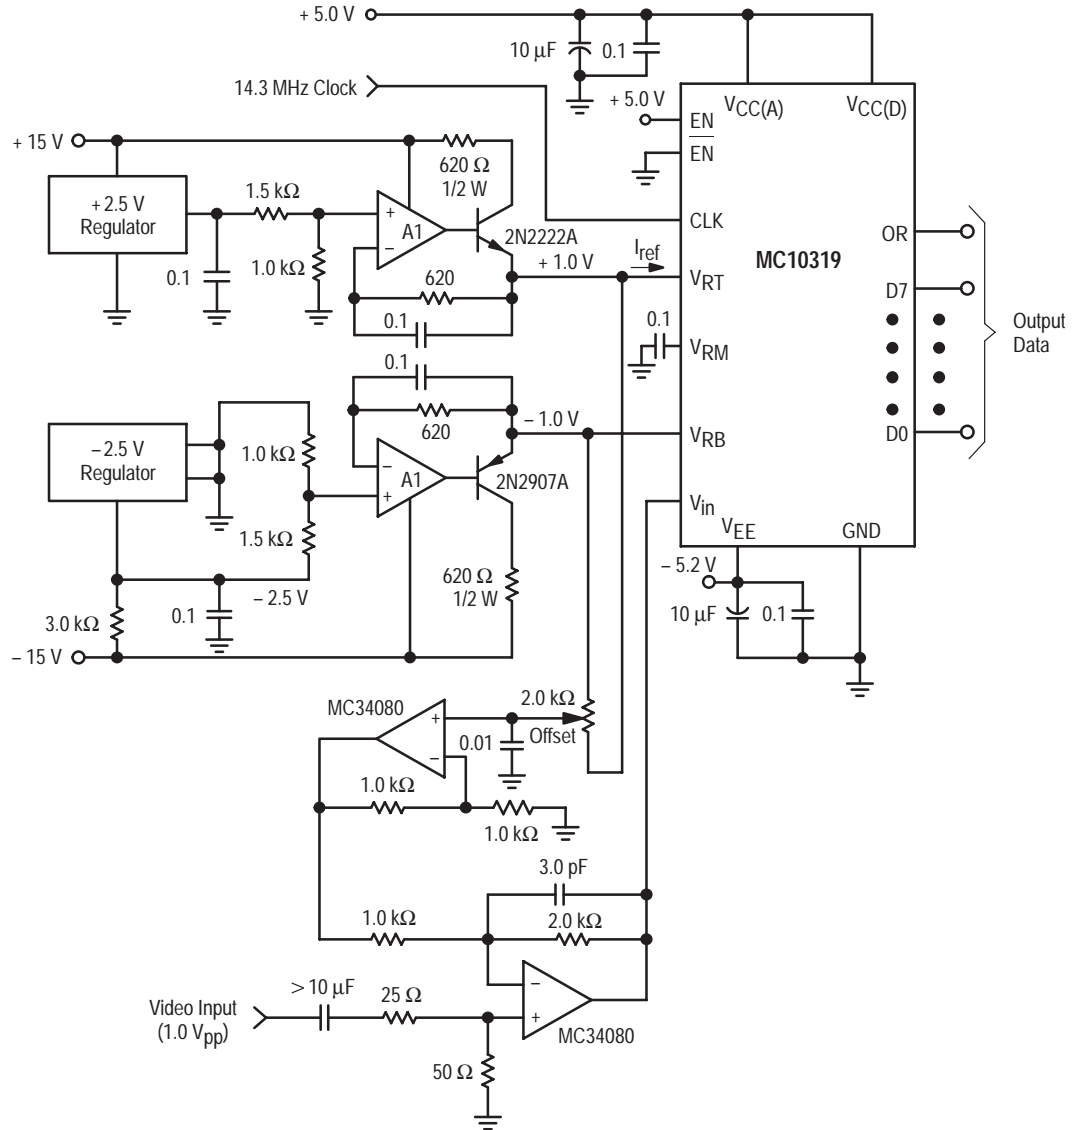 + 5.0 V
10 μF
0.1
14.3 MHz Clock
+ 5.0 V
VCC(A)
VCC(D)
EN
EN
CLK
MC10319
+ 15 V
620 Ω
1/2 W
+ 2.5 V
Regulator
1.5 kΩ
+
A1
−
2N2222A
Iref
0.1
1.0 kΩ
+ 1.0 V
VRT
620
0.1
0.1
VRM
OR
D7
D0
Output
Data
0.1
620
− 1.0 V
VRB
− 2.5 V
Regulator
1.0 kΩ
−
A1
+
2N2907A
Vin
1.5 kΩ
VEE
GND
− 5.2 V
620 Ω
1/2 W
10 μF
0.1
3.0 kΩ
0.1
− 2.5 V
− 15 V
MC34080
+
−
2.0 kΩ
Offset
0.01
1.0 kΩ
1.0 kΩ
3.0 pF
1.0 kΩ
2.0 kΩ
Video Input
(1.0 Vpp)
> 10 μF
25 Ω
−
+
MC34080
50 Ω